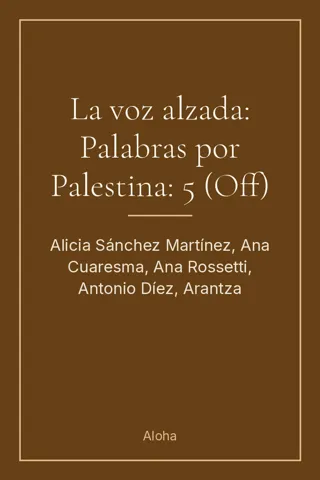 La voz alzada:
Palabras por
Palestina: 5 (Off)
Alicia Sánchez Martínez, Ana
Cuaresma, Ana Rossetti,
Antonio Díez, Arantza
Aloha